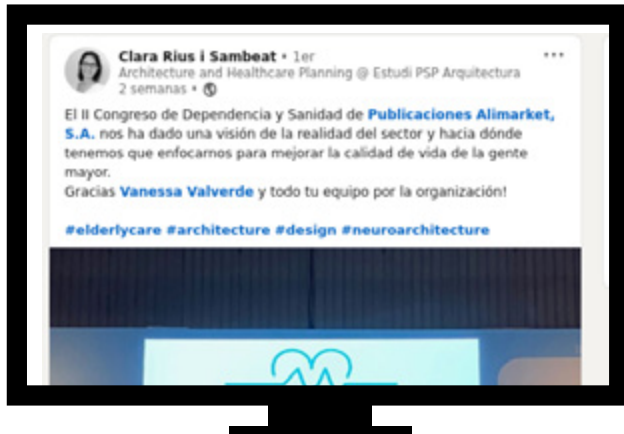 Clara Rius i Sambeat • 1er
Architecture and Healthcare Planning @ Estudi PSP Arquitectura
2 semanas •
El II Congreso de Dependencia y Sanidad de Publicaciones Alimarket,
S.A. nos ha dado una visión de la realidad del sector y hacia dónde
tenemos que enfocarnos para mejorar la calidad de vida de la gente
mayor.
Gracias Vanessa Valverde y todo tu equipo por la organización!
#elderlycare #architecture #design #neuroarchitecture